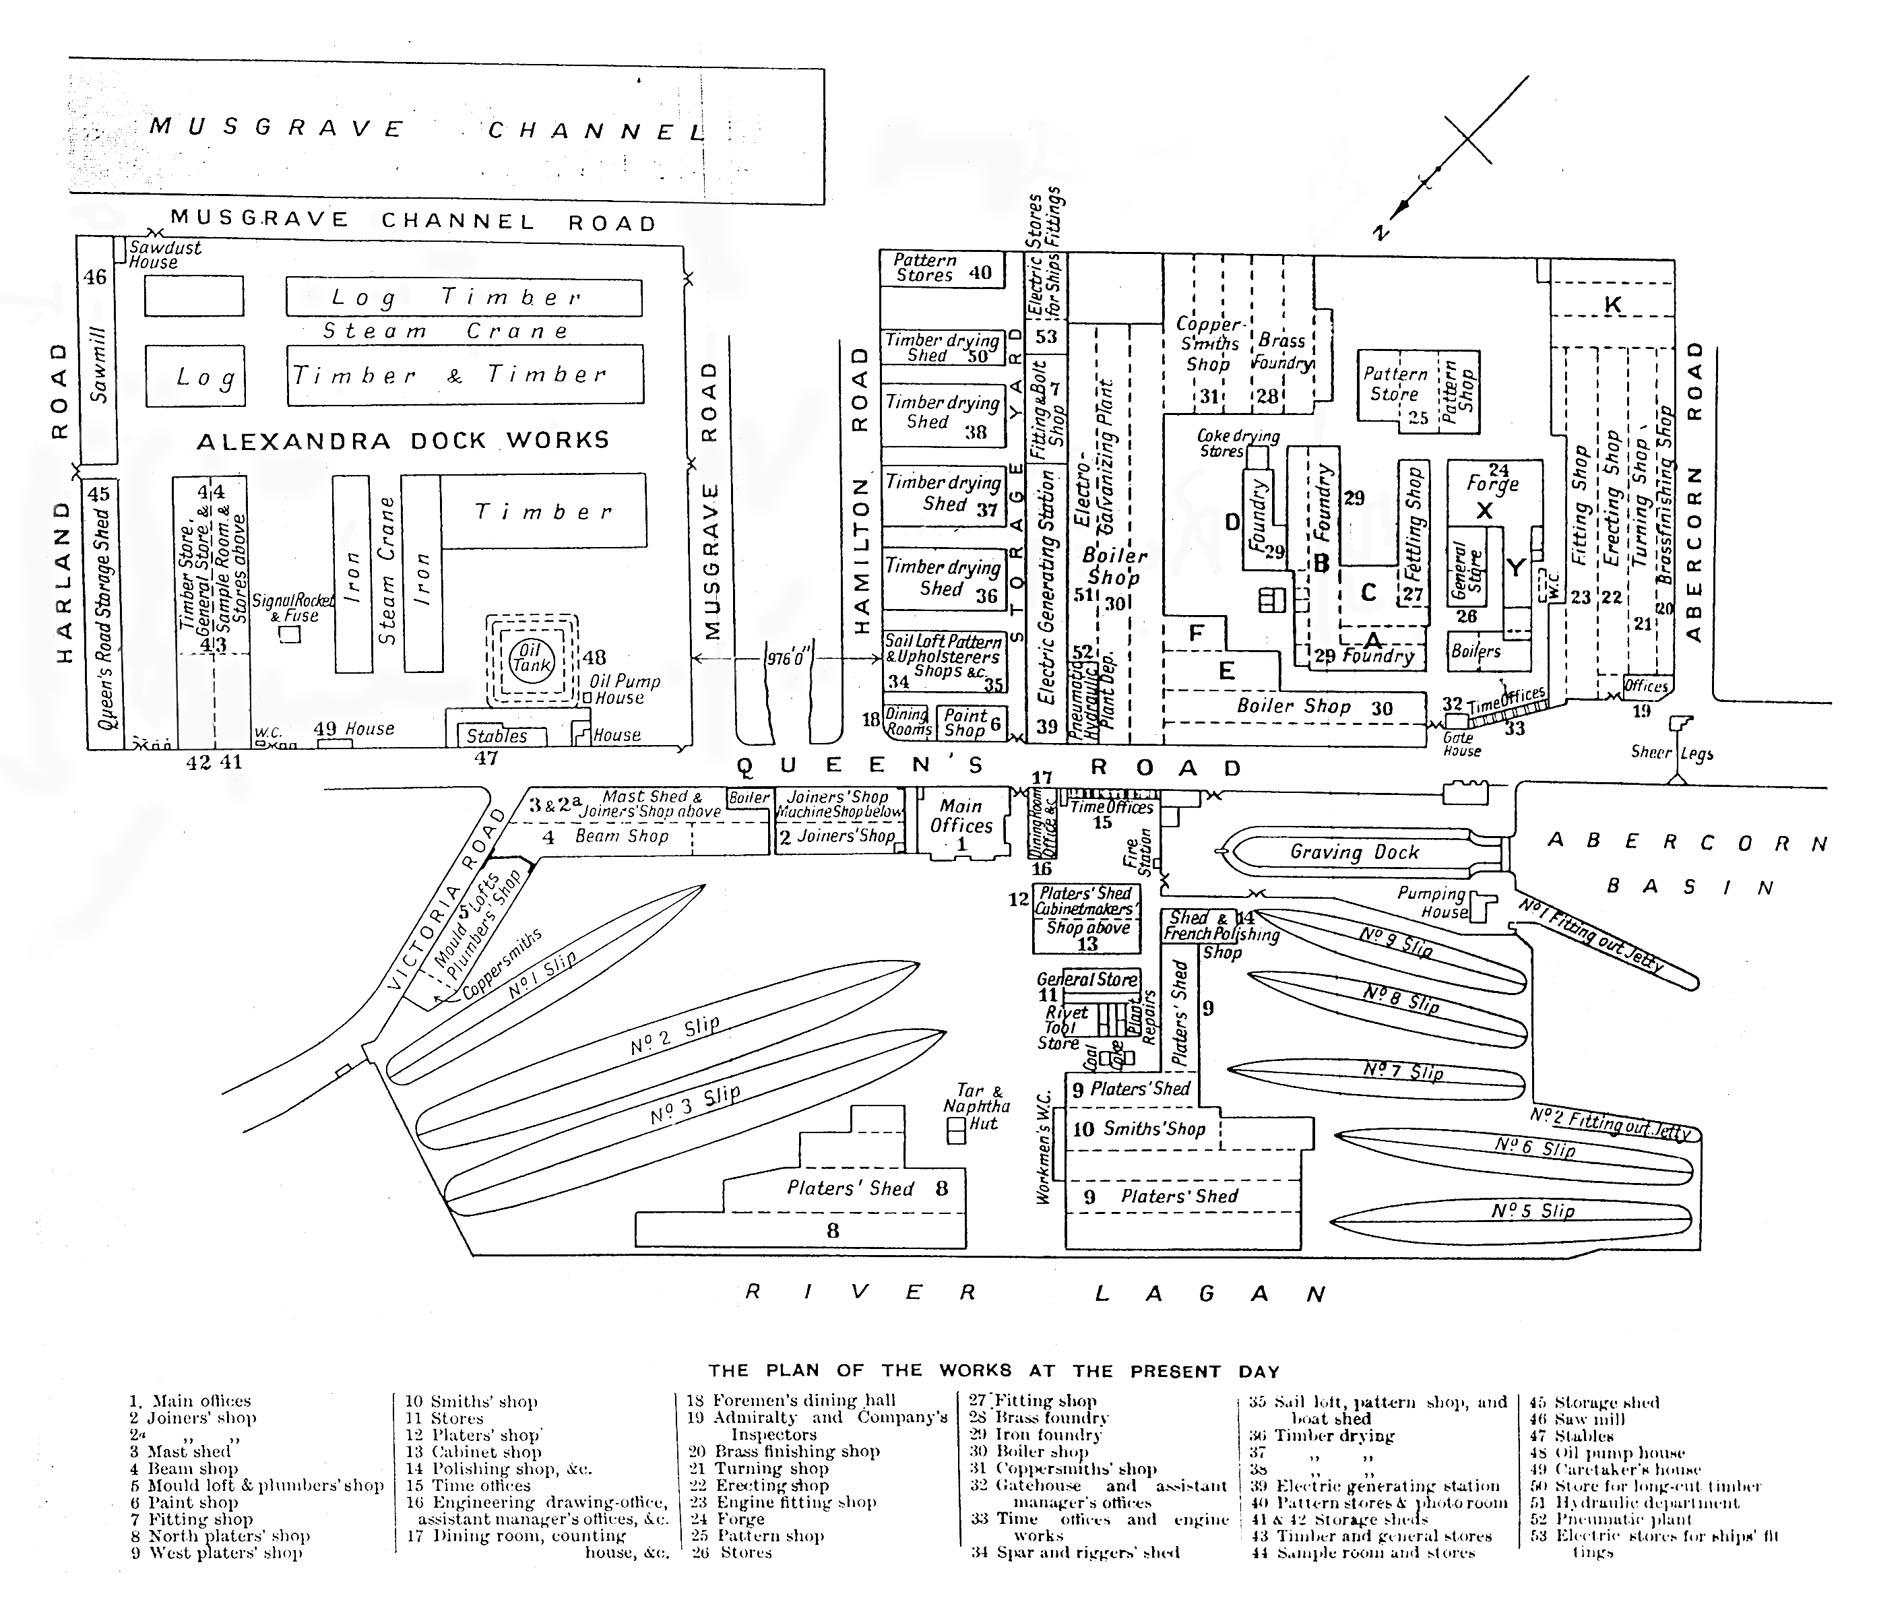 MUSGRAVE CHANNEL
MUSGRAVE CHANNEL ROAD
N
HARLAND ROAD
46
Sawmill
Sawdust
House
Log Timber
Steam Crane
Log
Timber & Timber
ALEXANDRA DOCK WORKS
45
Queen's Road Storage Shed
44
Timber Store,
General Store &
Sample Room &
Stores above
43
42 41
Signal Rocket
& Fuse
Iron
Steam Crane
Iron
Timber
Oil
Tank
48
Oil Pump
House
W.C.
49 House
Stables
47
House
MUSGRAVE ROAD
976'0"
HAMILTON ROAD
Pattern
Stores 40
Timber drying
Shed 50
Timber drying
Shed 38
Timber drying
Shed 37
Timber drying
Shed 36
Sail Loft Pattern
& Upholsterers
Shops &c.
34 35
18
Dining
Rooms
Paint
Shop 6
STORAGE YARD
Electric Stores
for Ships Fittings
53
Fitting & Bolt
Shop
7
Electric Generating Station
39
Electro-
Galvanizing Plant
Boiler
Shop
51 30
52
Pneumatic
Hydraulic
Plant Dep.
Copper-
Smiths
Shop
31
Brass
Foundry
28
Coke drying
Stores
D
Foundry
29
B
Foundry
29
C
A
29 Foundry
Fettling Shop
27
F
E
Boiler Shop 30
Pattern
Store
25
Pattern
Shop
24
Forge
X
General
Store
26
Y
W.C.
Boilers
32
Gate
House
Time Offices
33
K
Fitting Shop
23
Erecting Shop
22
Turning Shop
21
Brassfinishing Shop
20
Offices
19
ABERCORN ROAD
Sheer Legs
QUEEN'S ROAD
VICTORIA ROAD
3 & 2a
Mast Shed &
Joiners' Shop above
Boiler
4 Beam Shop
Joiners' Shop
Machine Shop below
2 Joiners' Shop
Main
Offices
1
17
Dining Room
Office &c
16
Time Offices
15
Fire
Station
Graving Dock
ABERCORN
BASIN
Pumping
House
No 1 Fitting out Jetty
5
Mould Lofts
Plumbers' Shop
Coppersmiths
No 1 Slip
No 2 Slip
No 3 Slip
12
Platers' Shed
Cabinetmakers'
Shop above
13
Shed & 14
French Polishing
Shop
General Store
11
Rivet
Tool
Store
Plant
Repairs
Coal
Coke
Platers' Shed
9
9 Platers' Shed
10 Smiths' Shop
Workmen's W.C.
9 Platers' Shed
Tar &
Naphtha
Hut
Platers' Shed 8
8
No 9 Slip
No 8 Slip
No 7 Slip
No 2 Fitting out Jetty
No 6 Slip
No 5 Slip
RIVER LAGAN
THE PLAN OF THE WORKS AT THE PRESENT DAY
1. Main offices
2 Joiners' shop
2a ,, ,,
3 Mast shed
4 Beam shop
5 Mould loft & plumbers' shop
6 Paint shop
7 Fitting shop
8 North platers' shop
9 West platers' shop
10 Smiths' shop
11 Stores
12 Platers' shop
13 Cabinet shop
14 Polishing shop, &c.
15 Time offices
16 Engineering drawing-office,
assistant manager's offices, &c.
17 Dining room, counting
house, &c.
18 Foremen's dining hall
19 Admiralty and Company's
Inspectors
20 Brass finishing shop
21 Turning shop
22 Erecting shop
23 Engine fitting shop
24 Forge
25 Pattern shop
26 Stores
27 Fitting shop
28 Brass foundry
29 Iron foundry
30 Boiler shop
31 Coppersmiths' shop
32 Gatehouse and assistant
manager's offices
33 Time offices and engine
works
34 Spar and riggers' shed
35 Sail loft, pattern shop, and
boat shed
36 Timber drying
37 ,, ,,
38 ,, ,,
39 Electric generating station
40 Pattern stores & photo room
41 & 42 Storage sheds
43 Timber and general stores
44 Sample room and stores
45 Storage shed
46 Saw mill
47 Stables
48 Oil pump house
49 Caretaker's house
50 Store for long-cut timber
51 Hydraulic department
52 Pneumatic plant
53 Electric stores for ships' fit
tings